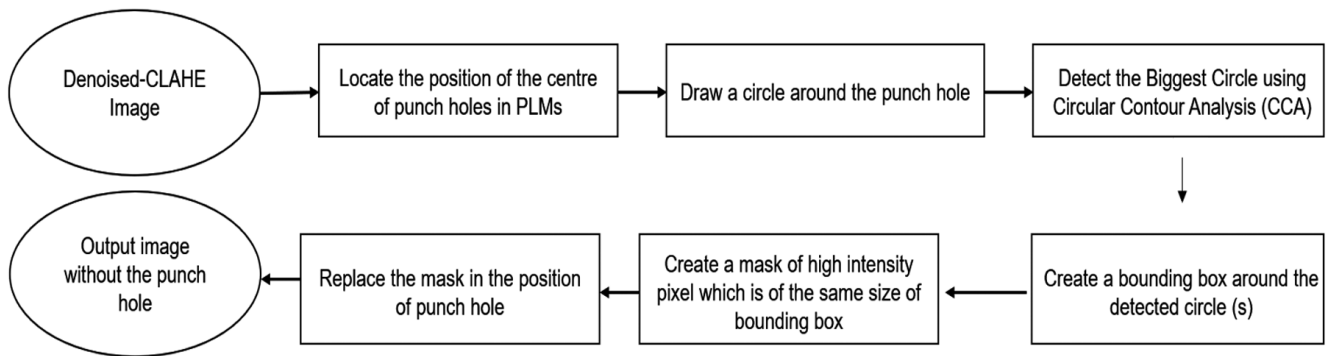 Denoised-CLAHE
Image
Locate the position of the centre
of punch holes in PLMs
Draw a circle around the punch hole
Detect the Biggest Circle using
Circular Contour Analysis (CCA)
Create a bounding box around the
detected circle (s)
Create a mask of high intensity
pixel which is of the same size of
bounding box
Replace the mask in the position
of punch hole
Output image
without the punch
hole